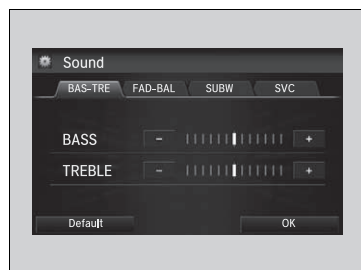 Sound
BAS-TRE FAD-BAL SUBW SVC
BASS - +
TREBLE - +
Default OK